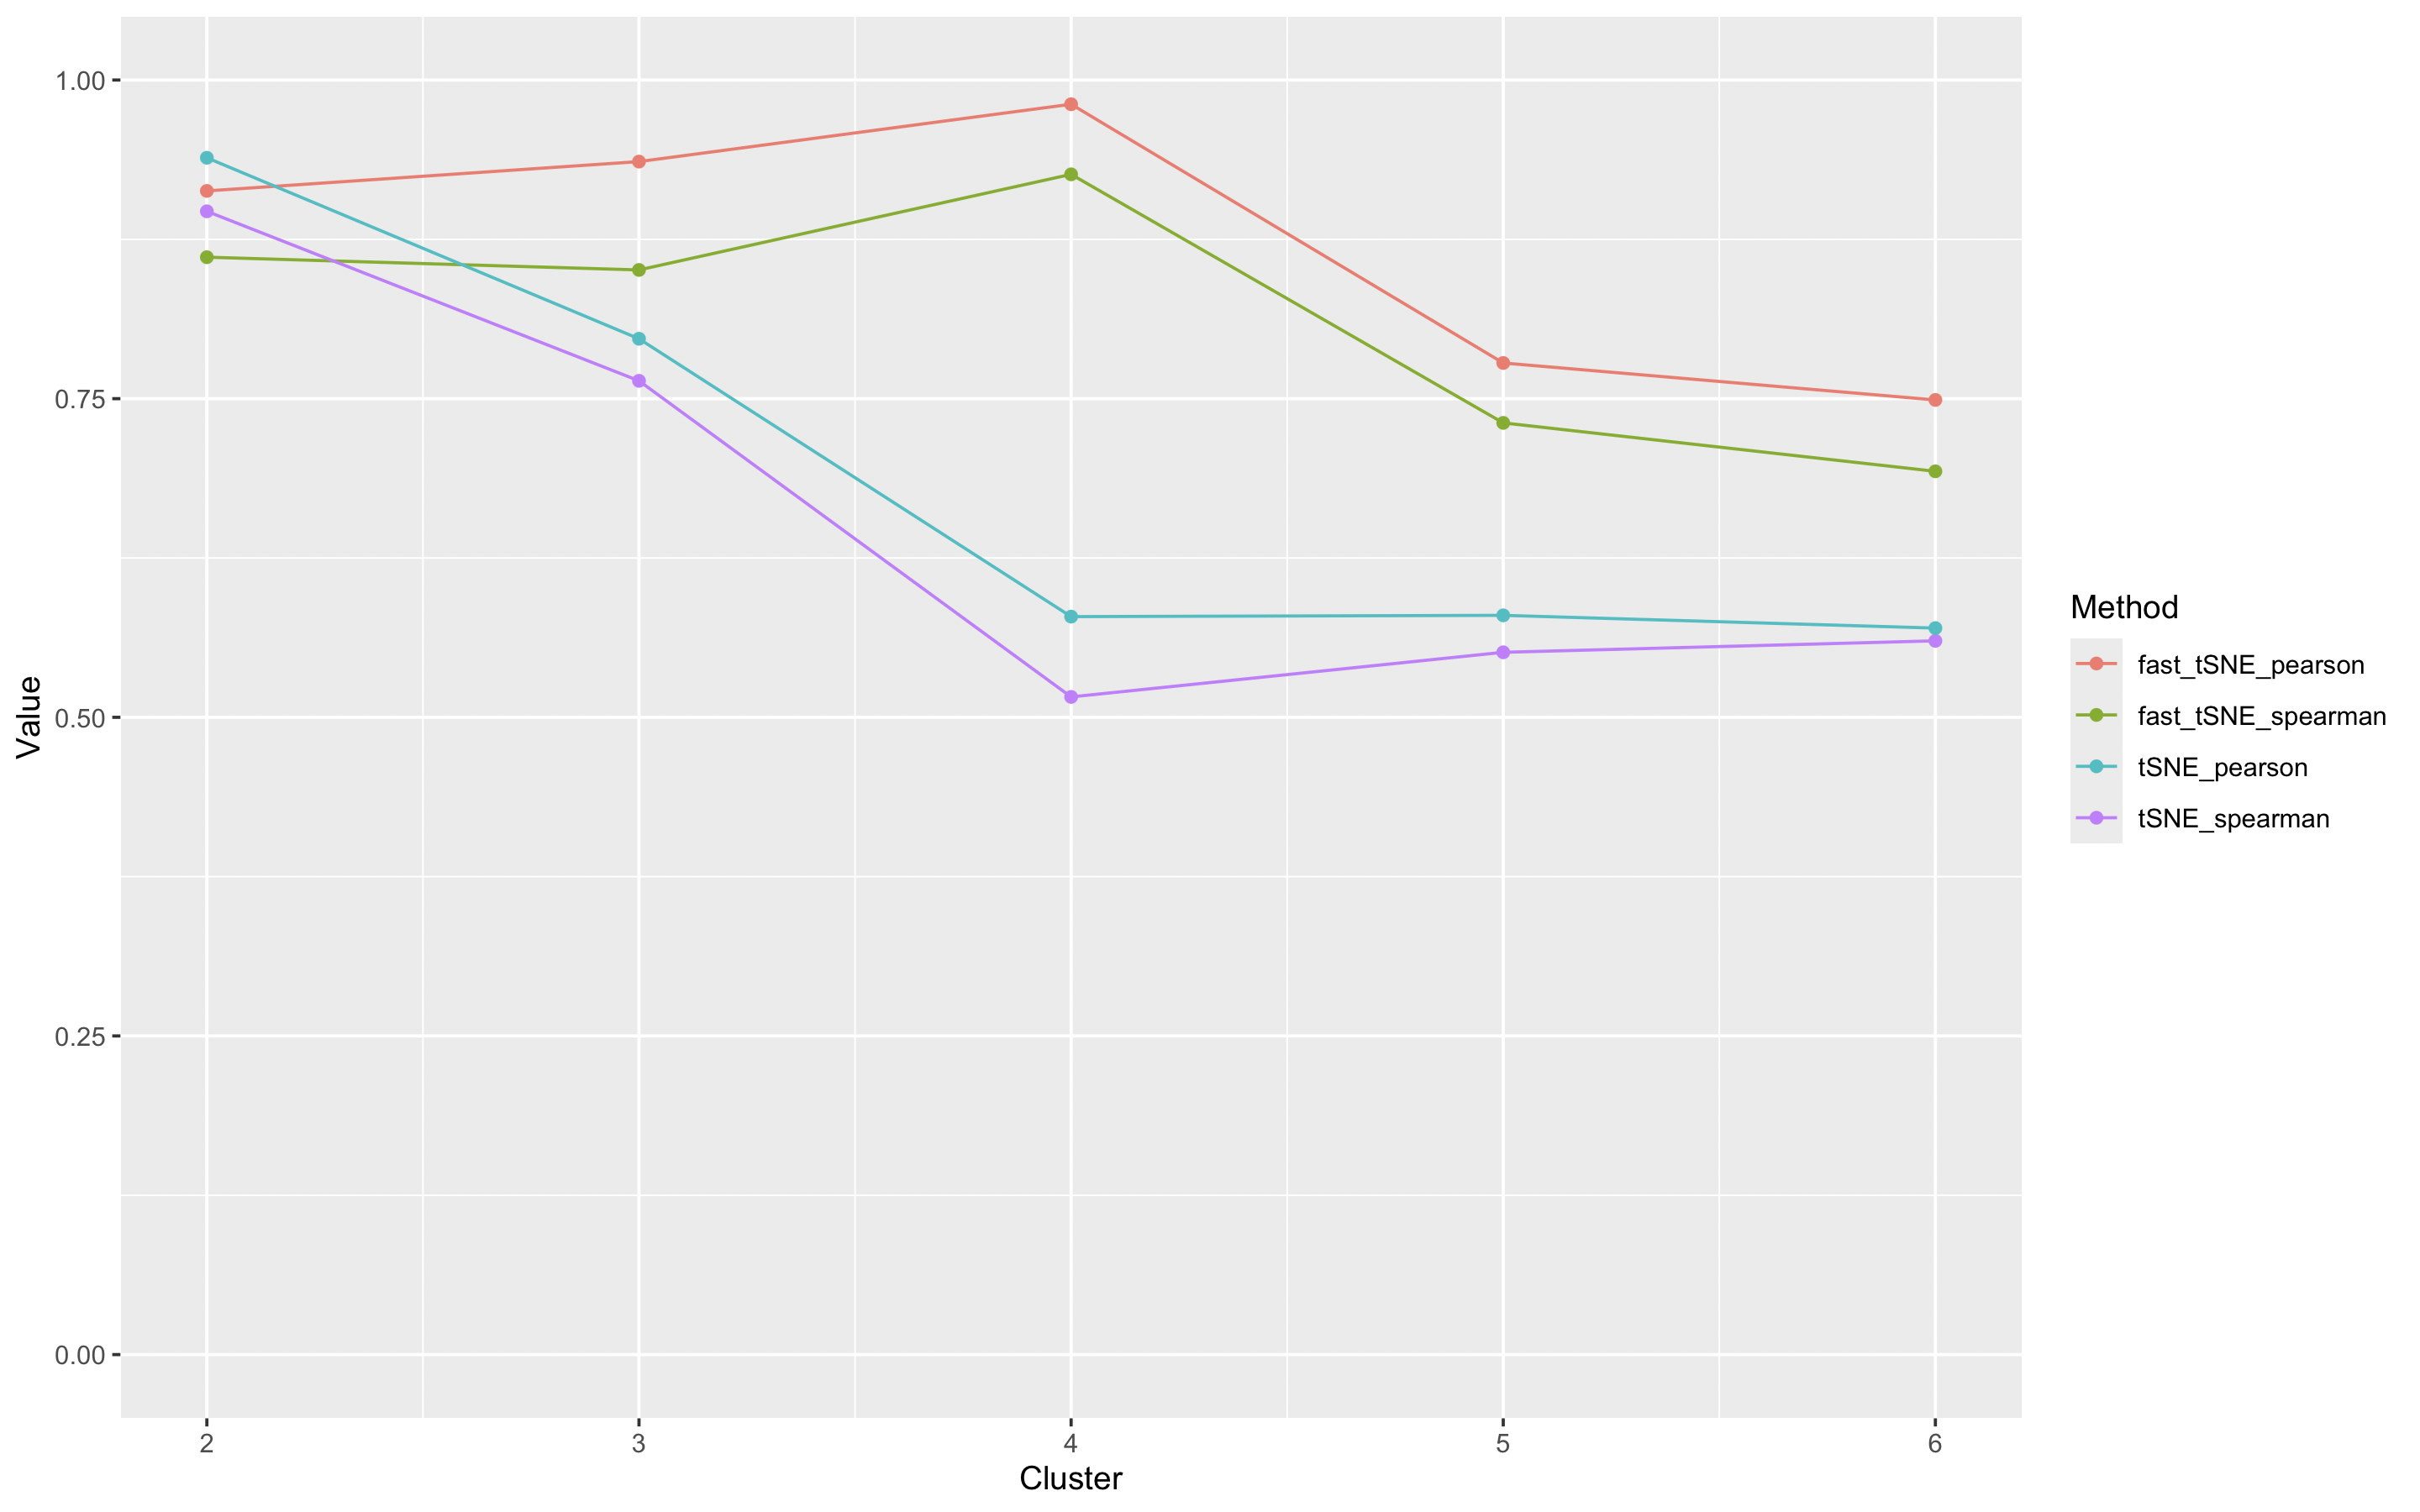 1.00
0.75
0.50
0.25
0.00
Value
2 3 4 5 6
Cluster
Method
fast_tSNE_pearson
fast_tSNE_spearman
tSNE_pearson
tSNE_spearman